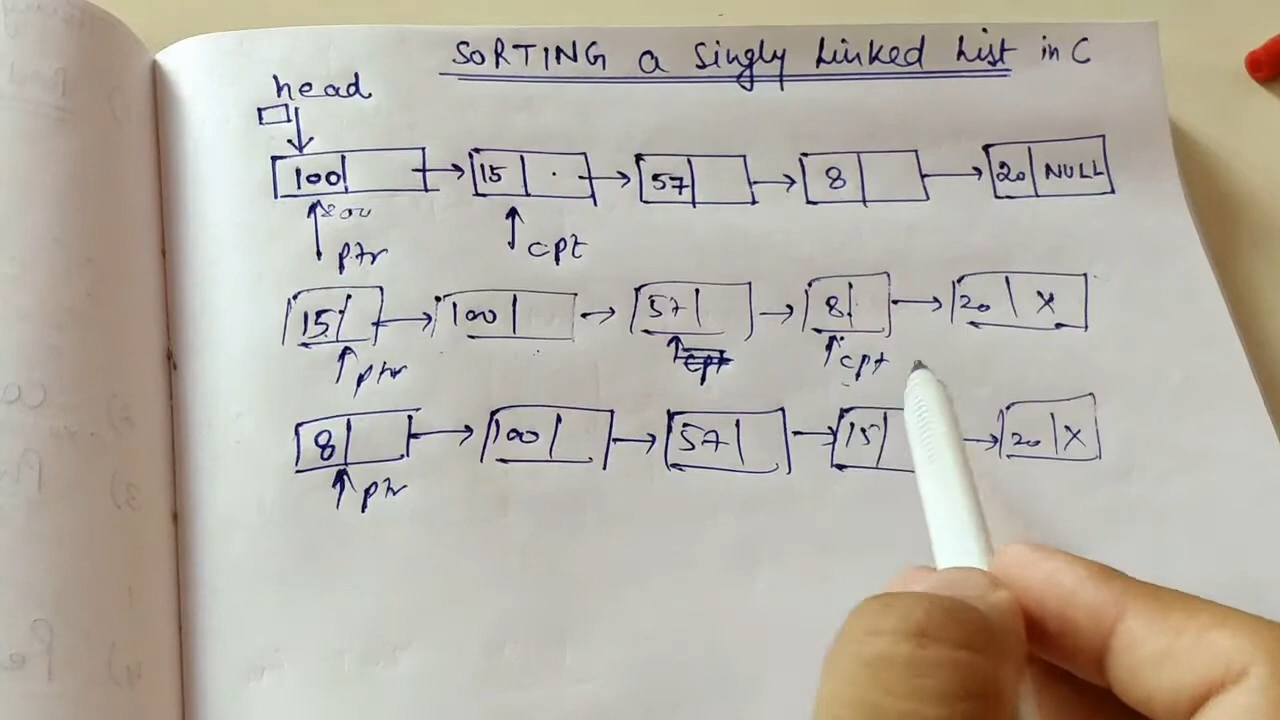 SORTING a Singly Linked List in C
head
100 15 57 8 20 NULL
ptr cpt
15 100 57 8 20 X
ptr cpt cpt
8 100 57 15 20 X
ptr